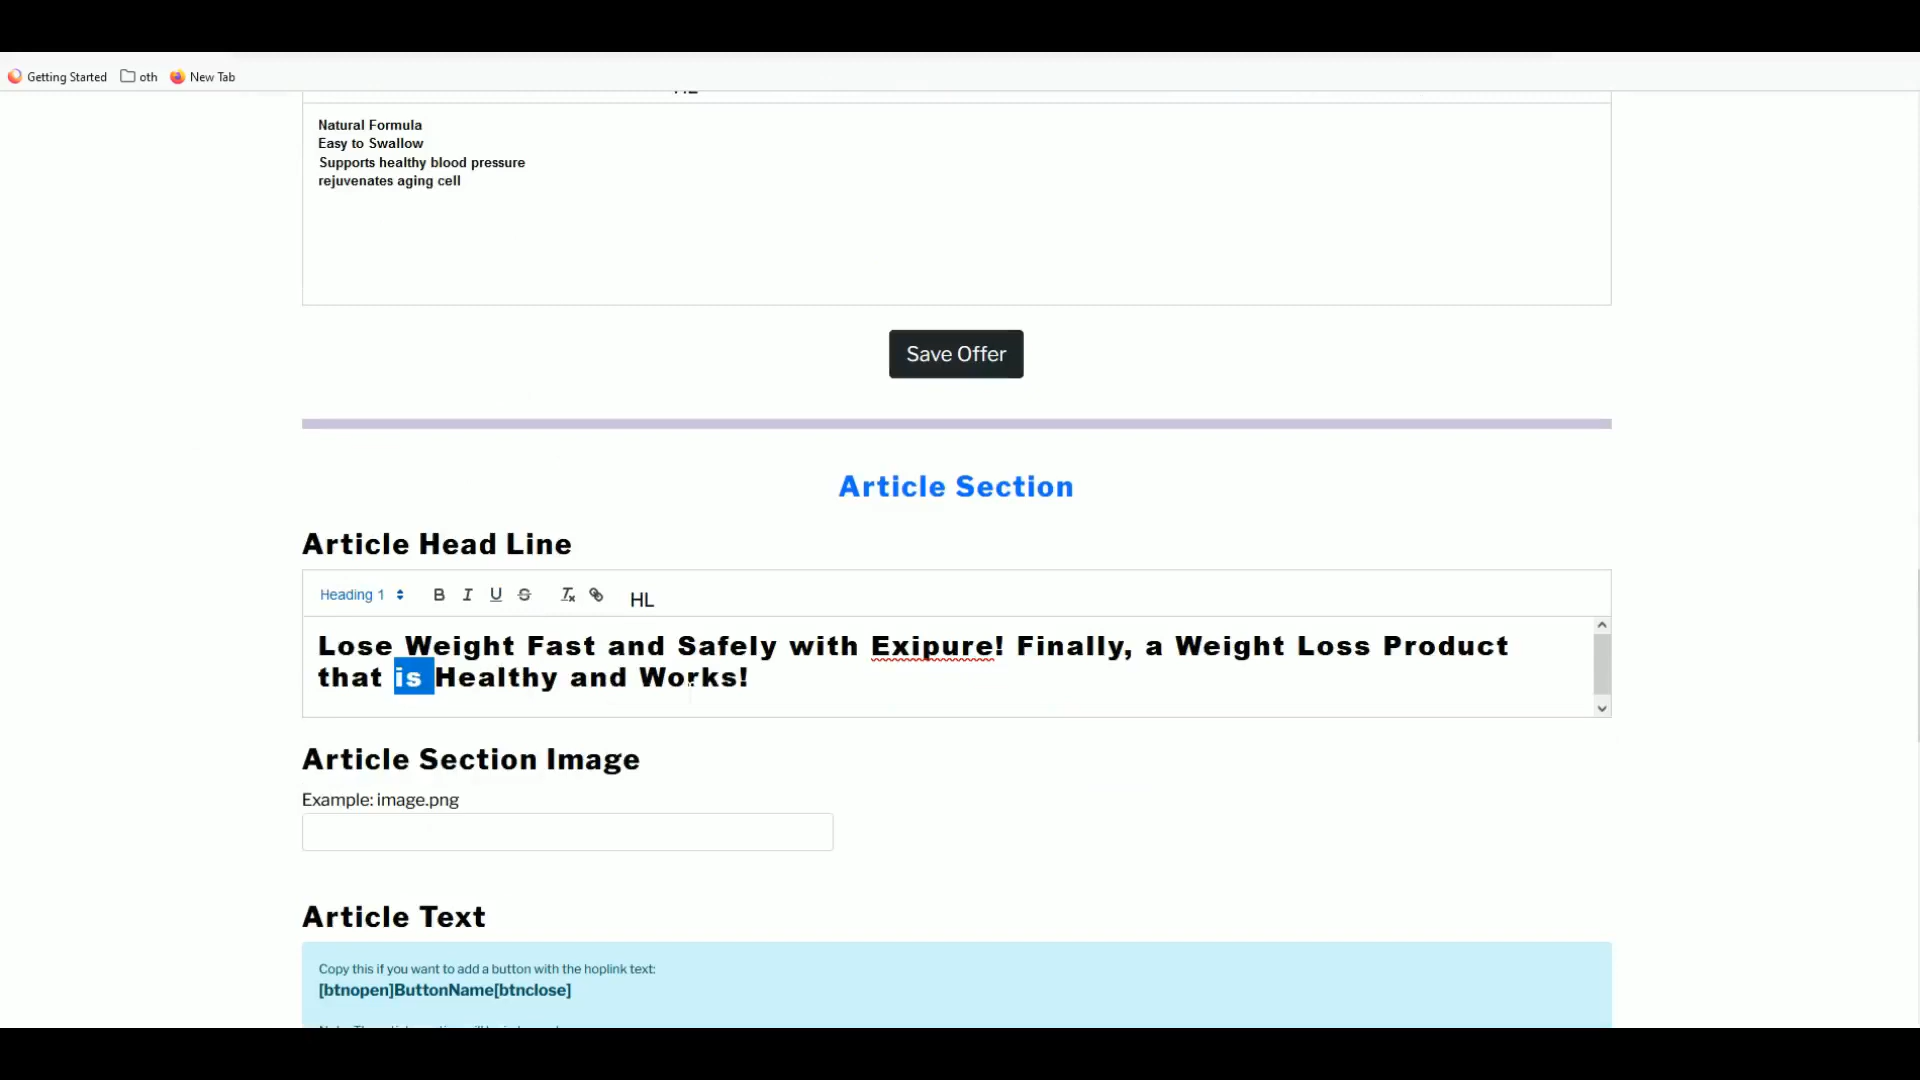 Getting Started oth New Tab
HL
Natural Formula
Easy to Swallow
Supports healthy blood pressure
rejuvenates aging cell
Save Offer
Article Section
Article Head Line
Heading 1 B I U S Tx HL
Lose Weight Fast and Safely with Exipure! Finally, a Weight Loss Product
that is Healthy and Works!
Article Section Image
Example: image.png
Article Text
Copy this if you want to add a button with the hoplink text:
[btnopen]ButtonName[btnclose]